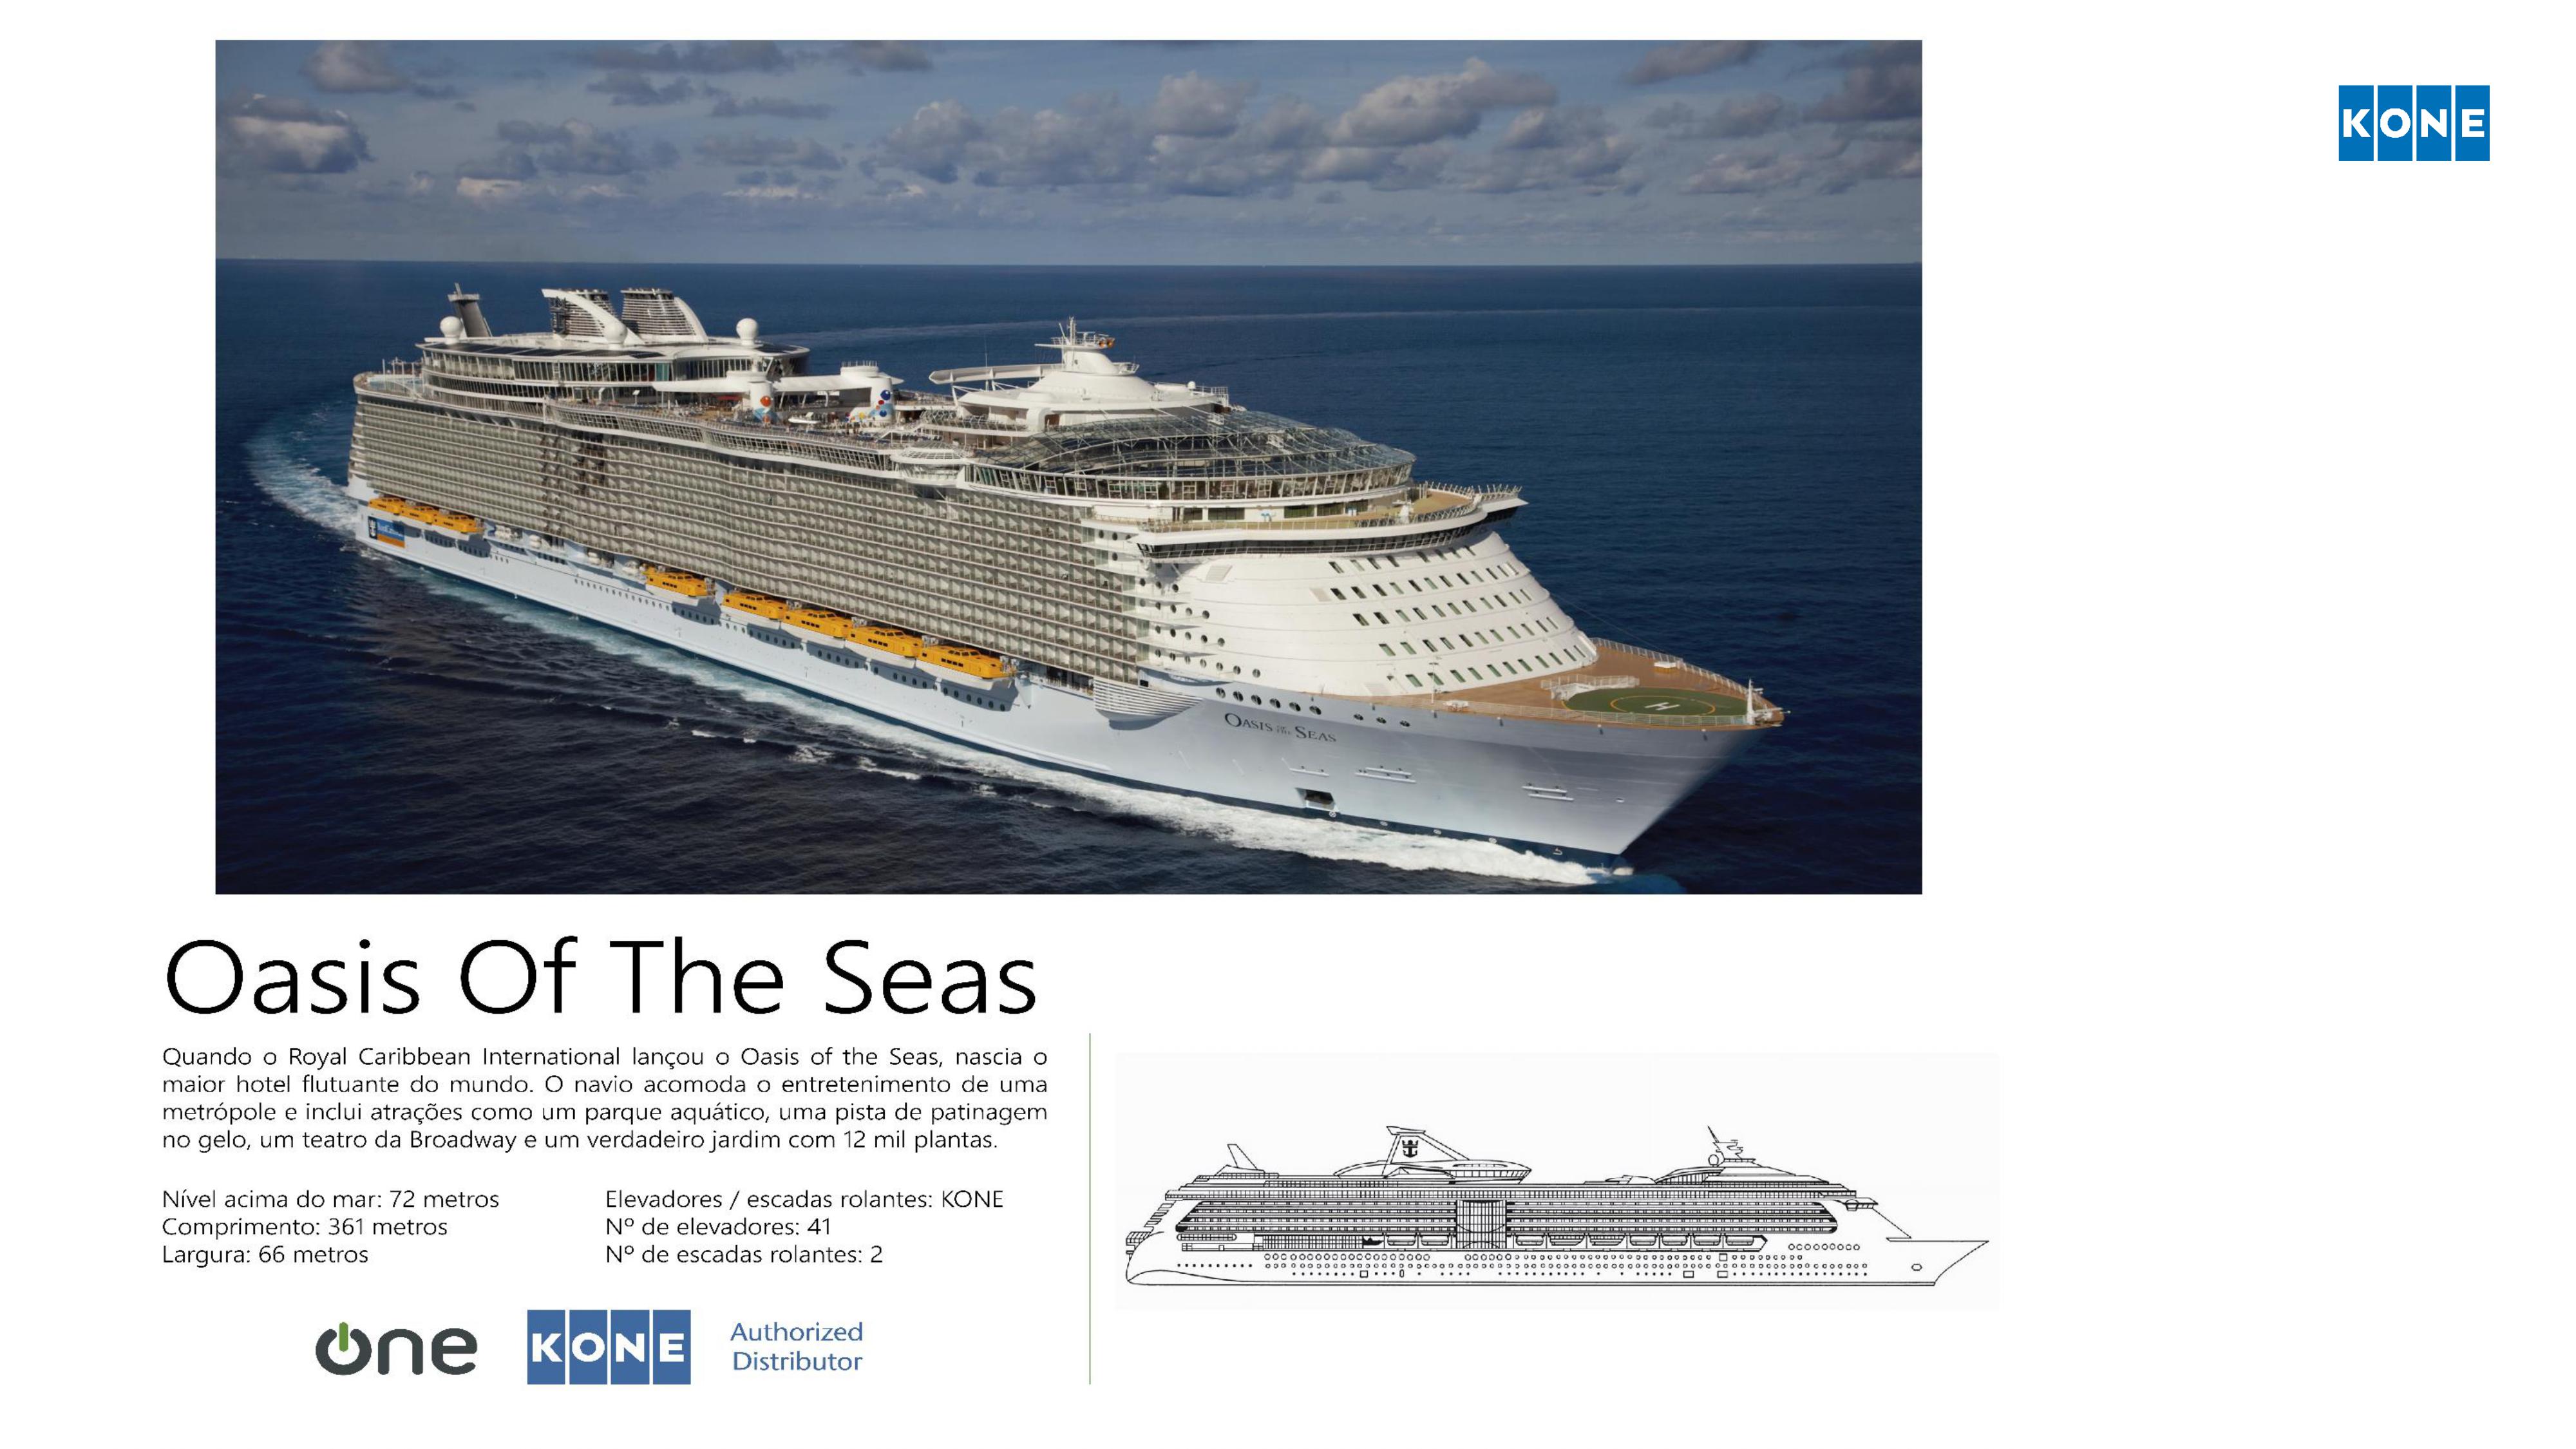 KONE
OASIS OF THE SEAS
H
Oasis Of The Seas
Quando o Royal Caribbean International lançou o Oasis of the Seas, nascia o
maior hotel flutuante do mundo. O navio acomoda o entretenimento de uma
metrópole e inclui atrações como um parque aquático, uma pista de patinagem
no gelo, um teatro da Broadway e um verdadeiro jardim com 12 mil plantas.
Nível acima do mar: 72 metros
Comprimento: 361 metros
Largura: 66 metros
Elevadores / escadas rolantes: KONE
Nº de elevadores: 41
Nº de escadas rolantes: 2
one
KONE
Authorized
Distributor